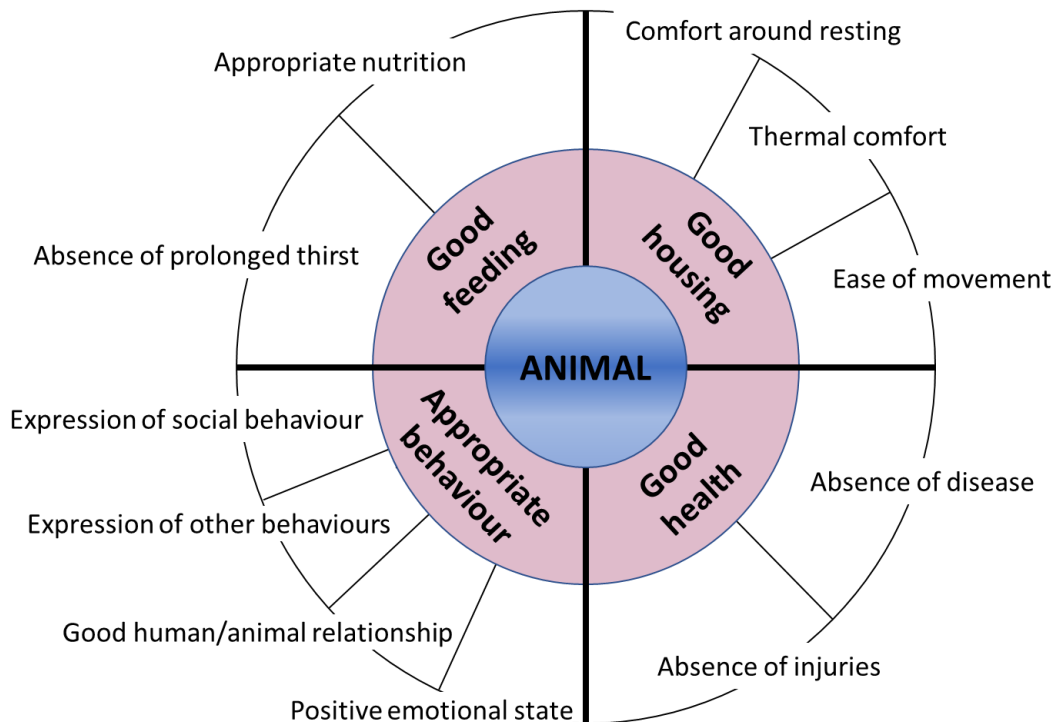 Comfort around resting
Appropriate nutrition
Thermal comfort
Good
feeding
Good
housing
Absence of prolonged thirst
Ease of movement
ANIMAL
Expression of social behaviour
Appropriate
behaviour
Good
health
Absence of disease
Expression of other behaviours
Good human/animal relationship
Absence of injuries
Positive emotional state